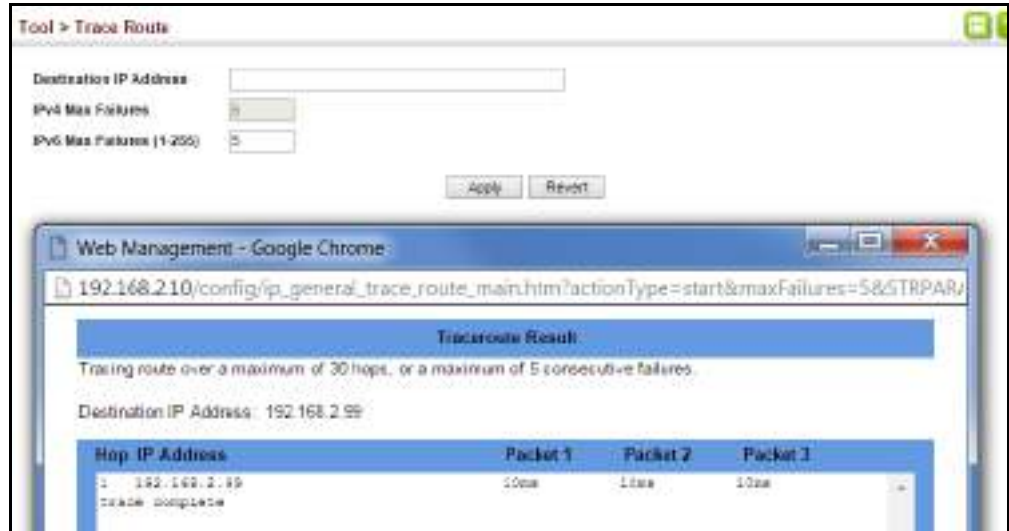 Tool > Trace Route
Destination IP Address
IPv4 Max Failures 5
IPv6 Max Failures (1-255) 5
Apply Revert
Web Management - Google Chrome
192.168.2.10/config/ip_general_trace_route_main.htm?actionType=start&maxFailures=5&STRPARA
Traceroute Result
Tracing route over a maximum of 30 hops, or a maximum of 5 consecutive failures.
Destination IP Address: 192.168.2.99
Hop IP Address Packet 1 Packet 2 Packet 3
1 192.168.2.99 10ms 10ms
trace complete